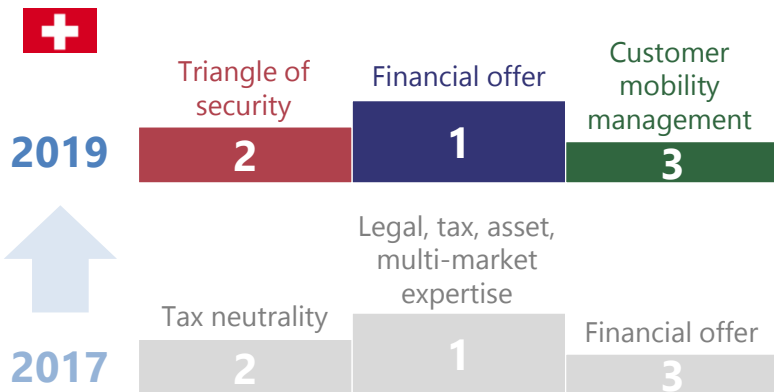 Triangle of
security
Financial offer
Customer
mobility
management
2019
2
1
3
Legal, tax, asset,
multi-market
expertise
Tax neutrality
Financial offer
2017
2
1
3